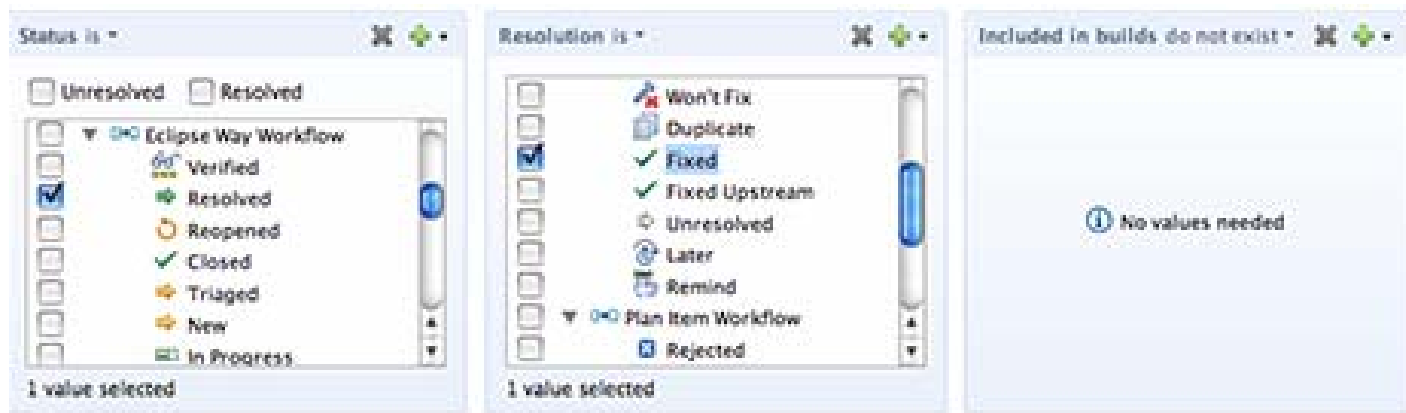 Status is
Unresolved Resolved
Eclipse Way Workflow
Verified
Resolved
Reopened
Closed
Triaged
New
In Progress
1 value selected
Resolution is
Won't Fix
Duplicate
Fixed
Fixed Upstream
Unresolved
Later
Remind
Plan Item Workflow
Rejected
1 value selected
Included in builds do not exist
No values needed